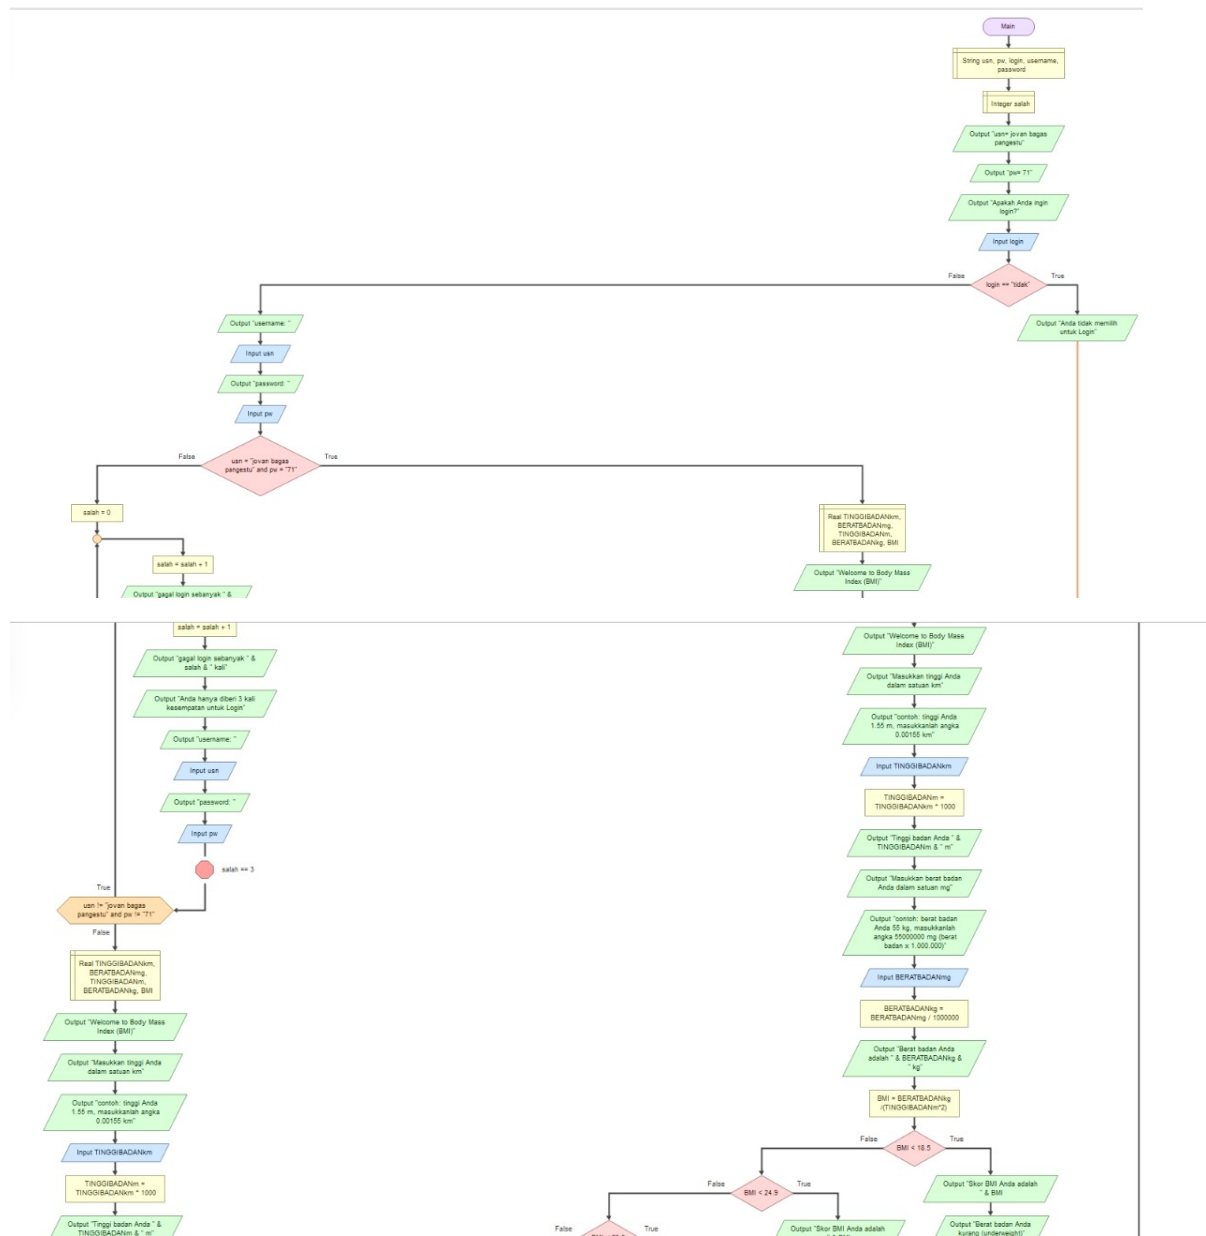 Main
String usn, pw, login, username,
password
Integer salah
Output "usn= jovan bagas
pangestu"
Output "pw= 71"
Output "Apakah Anda ingin
login?"
Input login
False
True
login == "tidak"
Output "username: "
Output "Anda tidak memilih
untuk Login"
Input usn
Output "password: "
Input pw
False
True
usn = "jovan bagas
pangestu" and pw = "71"
salah = 0
Real TINGGIBADANkm,
BERATBADANmg,
TINGGIBADANm,
BERATBADANkg, BMI
salah = salah + 1
Output "Welcome to Body Mass
Index (BMI)"
Output "gagal login sebanyak " &
salah = salah + 1
Output "gagal login sebanyak " &
salah & " kali"
Output "Anda hanya diberi 3 kali
kesempatan untuk Login"
Output "username: "
Input usn
Output "password: "
Input pw
salah == 3
True
usn != "jovan bagas
pangestu" and pw != "71"
False
Real TINGGIBADANkm,
BERATBADANmg,
TINGGIBADANm,
BERATBADANkg, BMI
Output "Welcome to Body Mass
Index (BMI)"
Output "Masukkan tinggi Anda
dalam satuan km"
Output "contoh: tinggi Anda
1.55 m, masukkanlah angka
0.00155 km"
Input TINGGIBADANkm
TINGGIBADANm =
TINGGIBADANkm * 1000
Output "Tinggi badan Anda " &
TINGGIBADANm & " m"
Output "Welcome to Body Mass
Index (BMI)"
Output "Masukkan tinggi Anda
dalam satuan km"
Output "contoh: tinggi Anda
1.55 m, masukkanlah angka
0.00155 km"
Input TINGGIBADANkm
TINGGIBADANm =
TINGGIBADANkm * 1000
Output "Tinggi badan Anda " &
TINGGIBADANm & " m"
Output "Masukkan berat badan
Anda dalam satuan mg"
Output "contoh: berat badan
Anda 55 kg, masukkanlah
angka 55000000 mg (berat
badan x 1.000.000)"
Input BERATBADANmg
BERATBADANkg =
BERATBADANmg / 1000000
Output "Berat badan Anda
adalah " & BERATBADANkg &
" kg"
BMI = BERATBADANkg
/(TINGGIBADANm^2)
False
True
BMI < 18.5
False
True
BMI < 24.9
Output "Skor BMI Anda adalah
" & BMI
False
True
Output "Skor BMI Anda adalah
Output "Berat badan Anda
kurang (underweight)"